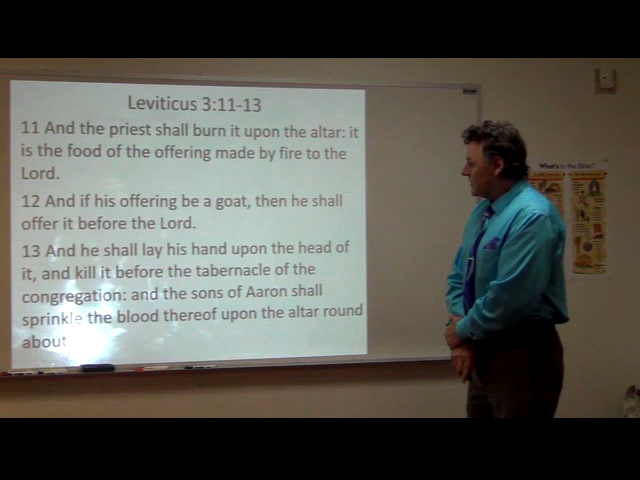 Leviticus 3:11-13
11 And the priest shall burn it upon the altar: it
is the food of the offering made by fire to the
Lord.
12 And if his offering be a goat, then he shall
offer it before the Lord.
13 And he shall lay his hand upon the head of
it, and kill it before the tabernacle of the
congregation: and the sons of Aaron shall
sprinkle the blood thereof upon the altar round
about
What's in the Bible?